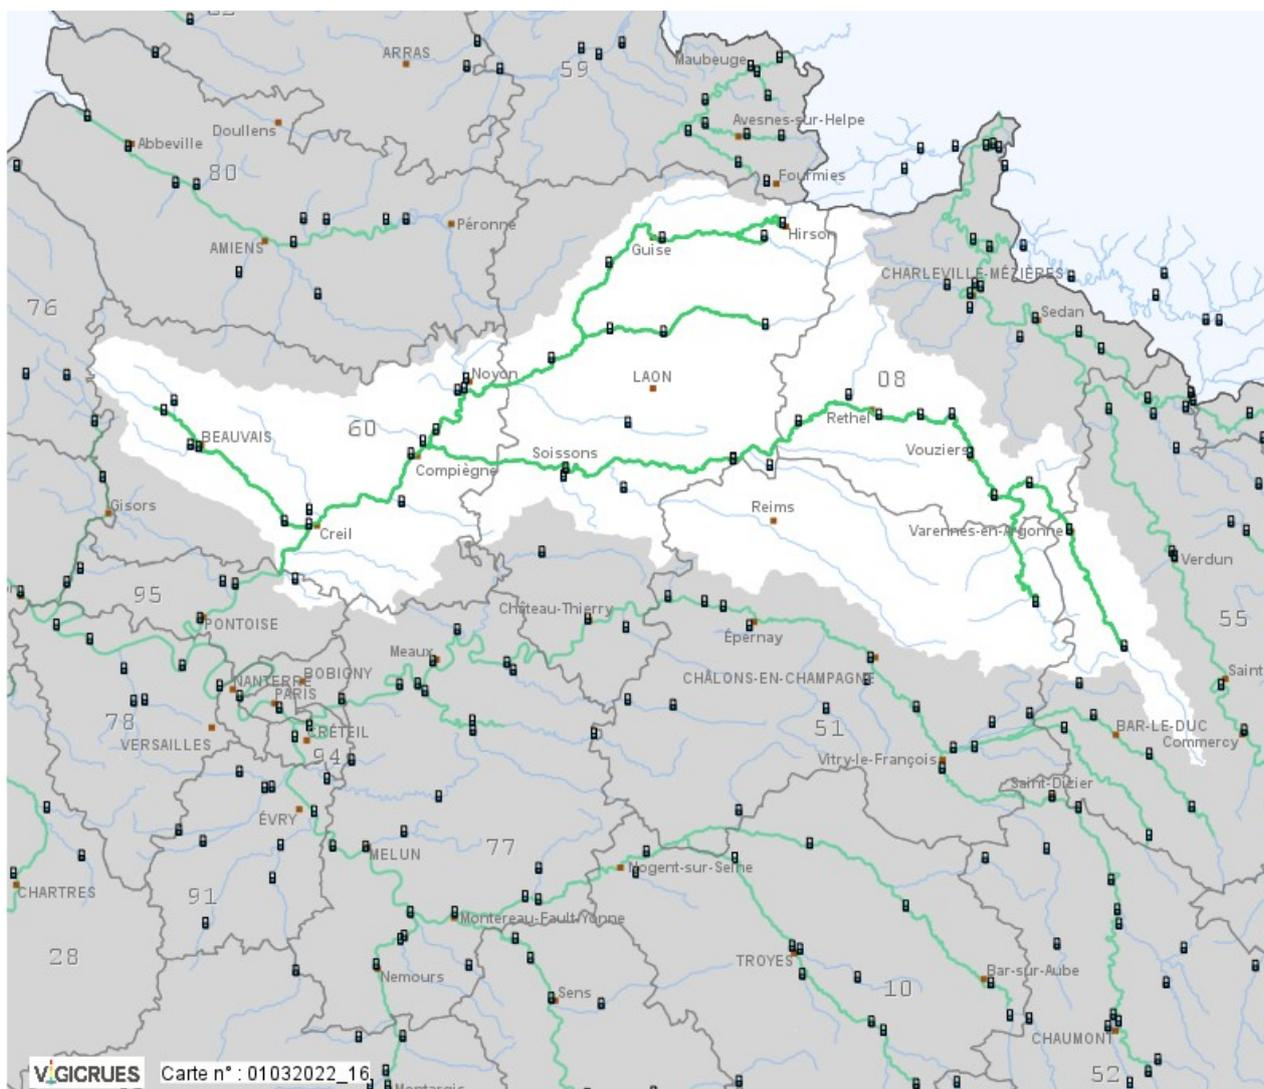 ARRAS
59
Maubeuge
Doullens
Avesnes-sur-Helpe
Abbeville
80
Fourmies
Péronne
AMIENS
Guise
Hirson
CHARLEVILLE-MÉZIÈRES
76
Sedan
Noyon
LAON
08
Rethel
BEAUVAIS
60
Compiègne
Soissons
Vouziers
Gisors
Creil
Reims
Varennes-en-Argonne
Verdun
95
PONTOISE
Château-Thierry
Épernay
55
Meaux
BOBIGNY
NANTERRE
PARIS
CHÂLONS-EN-CHAMPAGNE
Saint
78
VERSAILLES
CRÉTEIL
94
51
BAR-LE-DUC
Commercy
Vitry-le-François
Saint-Dizier
ÉVRY
MELUN
77
Nogent-sur-Seine
CHARTRES
91
Montereau-Fault-Yonne
28
Nemours
TROYES
Bar-sur-Aube
10
Sens
CHAUMONT
52
VIGICRUES
Carte n° : 01032022_16
Montargis